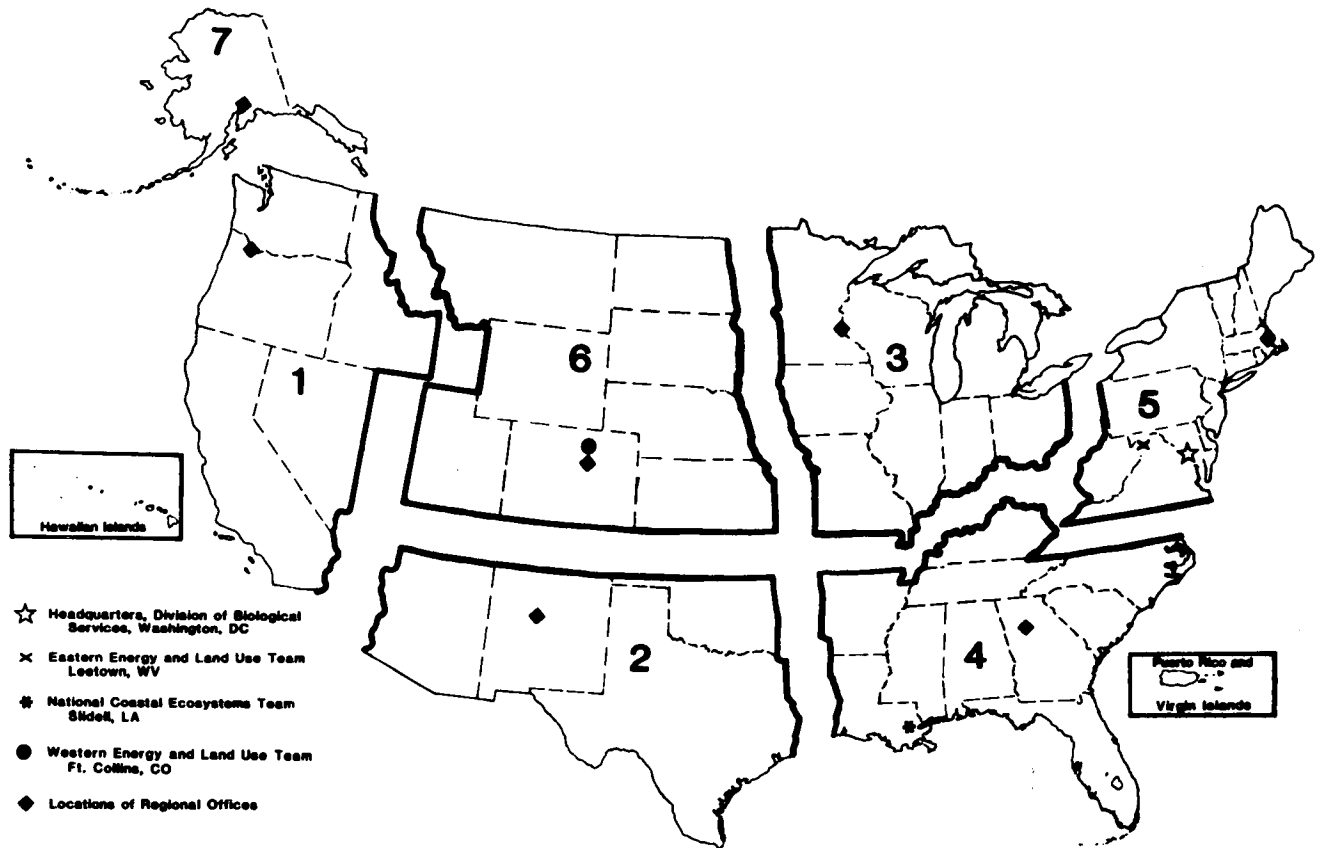 7
6
3
1
5
Hawaiian Islands
2
4
Puerto Rico and
Virgin Islands
Headquarters, Division of Biological
Services, Washington, DC
Eastern Energy and Land Use Team
Leetown, WV
National Coastal Ecosystems Team
Slidell, LA
Western Energy and Land Use Team
Ft. Collins, CO
Locations of Regional Offices